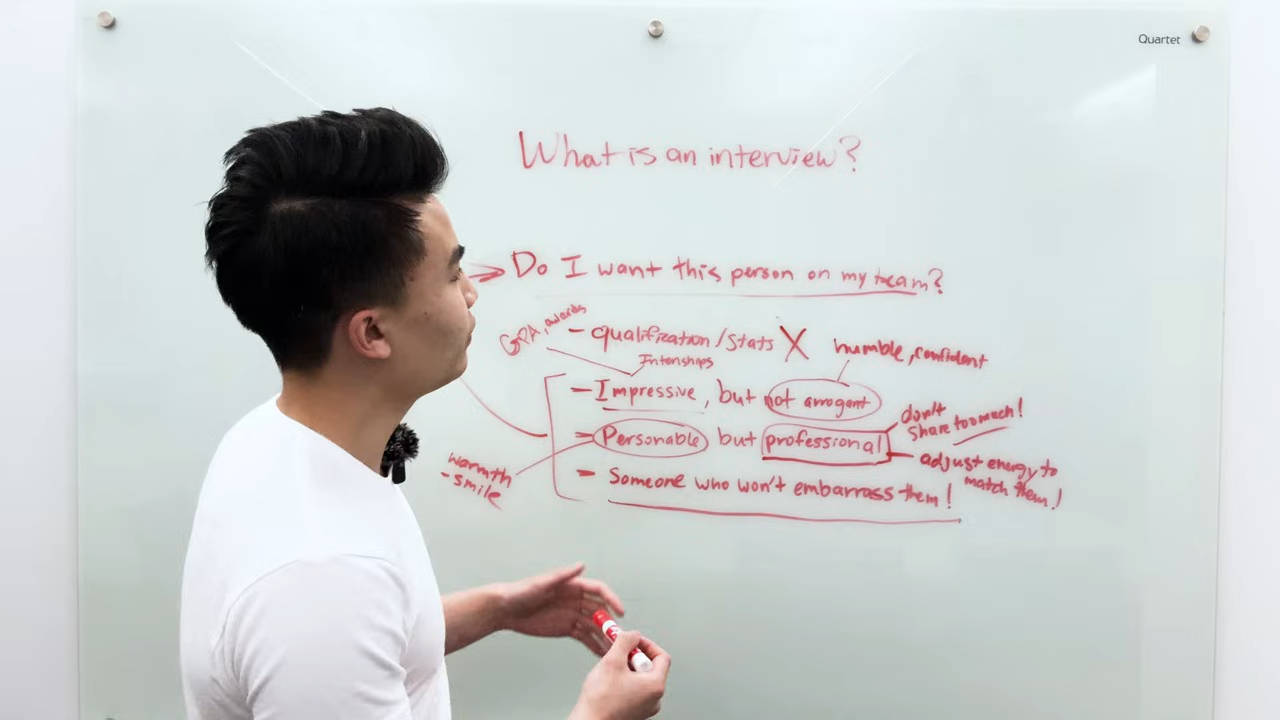 Quartet
What is an interview?
Do I want this person on my team?
GPA, awards
- qualification/stats X
Internships
humble, confident
- Impressive, but not arrogant
- Personable but professional
don't
share too much!
adjust energy to
match them!
warmth
- smile
- Someone who won't embarrass them!